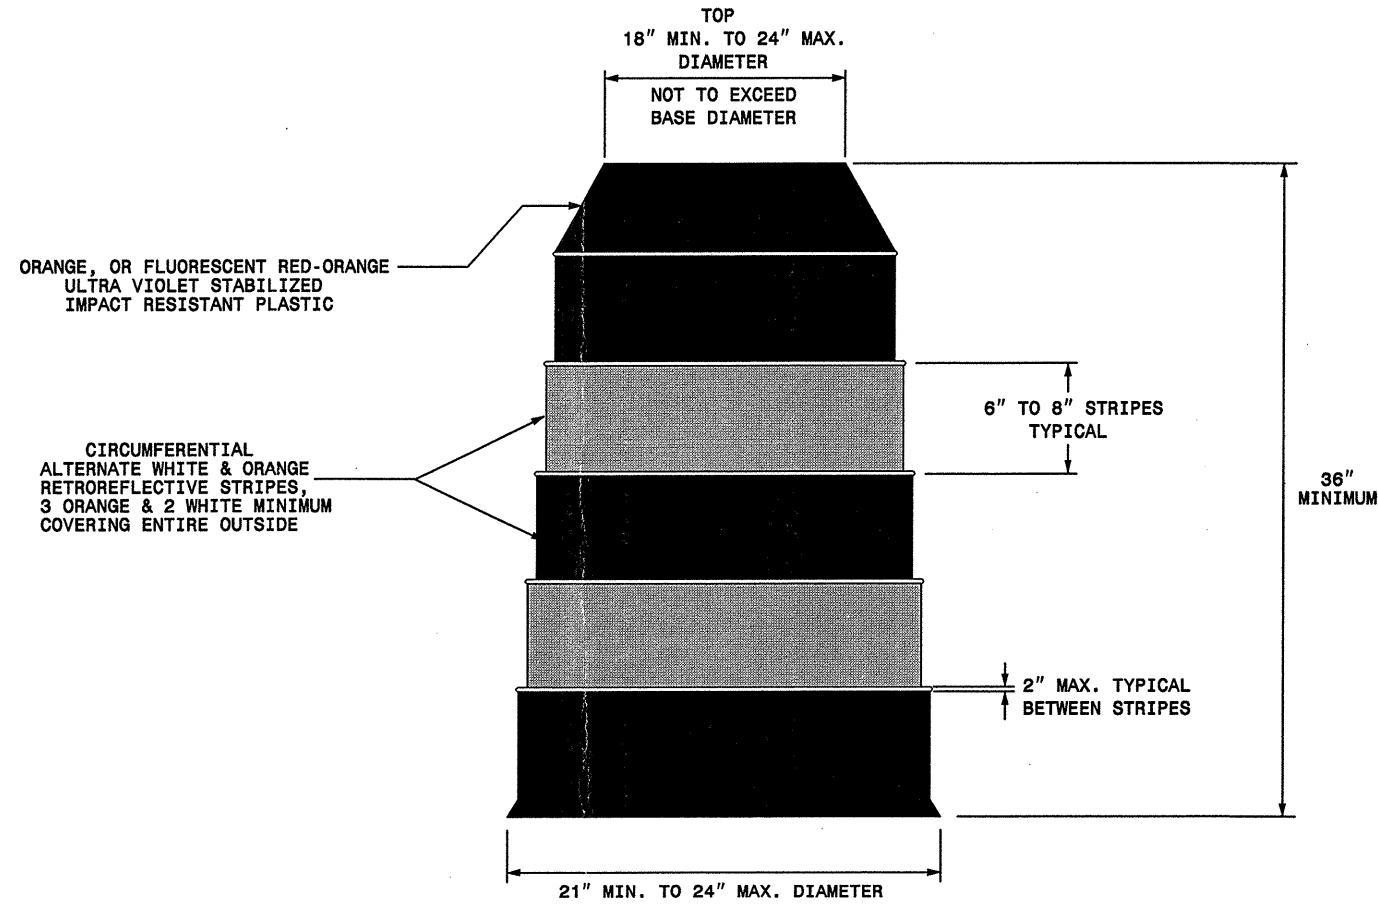 TOP
18" MIN. TO 24" MAX.
DIAMETER
NOT TO EXCEED
BASE DIAMETER
ORANGE, OR FLUORESCENT RED-ORANGE
ULTRA VIOLET STABILIZED
IMPACT RESISTANT PLASTIC
6" TO 8" STRIPES
TYPICAL
CIRCUMFERENTIAL
ALTERNATE WHITE & ORANGE
RETROREFLECTIVE STRIPES,
3 ORANGE & 2 WHITE MINIMUM
COVERING ENTIRE OUTSIDE
36"
MINIMUM
2" MAX. TYPICAL
BETWEEN STRIPES
21" MIN. TO 24" MAX. DIAMETER